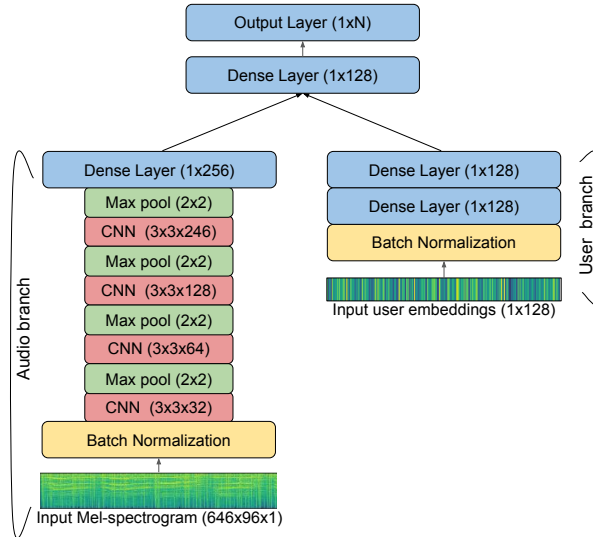 Output Layer (1xN)
Dense Layer (1x128)
Audio branch
Dense Layer (1x256)
Max pool (2x2)
CNN (3x3x246)
Max pool (2x2)
CNN (3x3x128)
Max pool (2x2)
CNN (3x3x64)
Max pool (2x2)
CNN (3x3x32)
Batch Normalization
Input Mel-spectrogram (646x96x1)
Dense Layer (1x128)
Dense Layer (1x128)
Batch Normalization
Input user embeddings (1x128)
User branch